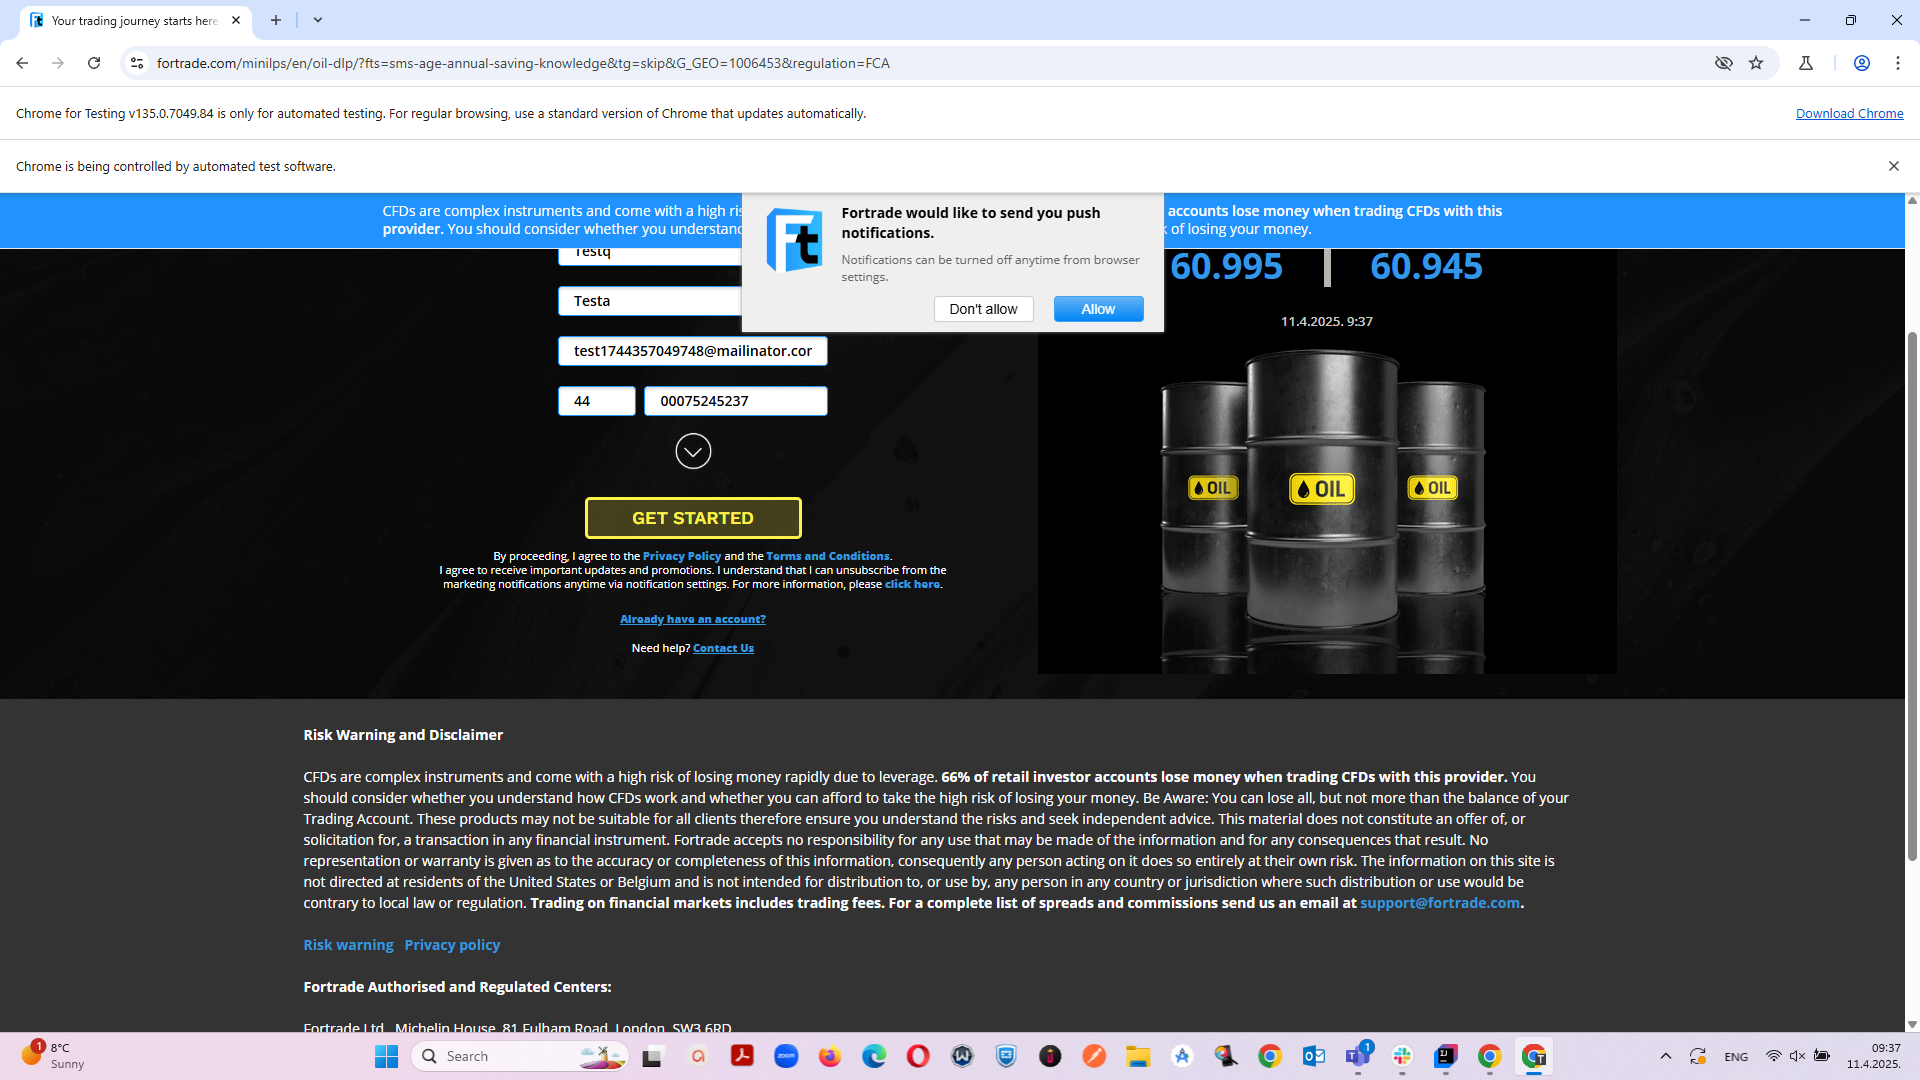 Your trading journey starts here
fortrade.com/minilps/en/oil-dlp/?fts=sms-age-annual-saving-knowledge&tg=skip&G_GEO=1006453&regulation=FCA
Chrome for Testing v135.0.7049.84 is only for automated testing. For regular browsing, use a standard version of Chrome that updates automatically.
Download Chrome
Chrome is being controlled by automated test software.
CFDs are complex instruments and come with a high ris
accounts lose money when trading CFDs with this
provider. You should consider whether you understand
k of losing your money.
Fortrade would like to send you push
notifications.
Notifications can be turned off anytime from browser
settings.
Don't allow
Allow
Testq
Testa
test1744357049748@mailinator.cor
44
00075245237
GET STARTED
By proceeding, I agree to the Privacy Policy and the Terms and Conditions.
I agree to receive important updates and promotions. I understand that I can unsubscribe from the
marketing notifications anytime via notification settings. For more information, please click here.
Already have an account?
Need help? Contact Us
60.995
60.945
11.4.2025. 9:37
OIL
OIL
OIL
Risk Warning and Disclaimer
CFDs are complex instruments and come with a high risk of losing money rapidly due to leverage. 66% of retail investor accounts lose money when trading CFDs with this provider. You
should consider whether you understand how CFDs work and whether you can afford to take the high risk of losing your money. Be Aware: You can lose all, but not more than the balance of your
Trading Account. These products may not be suitable for all clients therefore ensure you understand the risks and seek independent advice. This material does not constitute an offer of, or
solicitation for, a transaction in any financial instrument. Fortrade accepts no responsibility for any use that may be made of the information and for any consequences that result. No
representation or warranty is given as to the accuracy or completeness of this information, consequently any person acting on it does so entirely at their own risk. The information on this site is
not directed at residents of the United States or Belgium and is not intended for distribution to, or use by, any person in any country or jurisdiction where such distribution or use would be
contrary to local law or regulation. Trading on financial markets includes trading fees. For a complete list of spreads and commissions send us an email at support@fortrade.com.
Risk warning Privacy policy
Fortrade Authorised and Regulated Centers:
Fortrade Ltd., Michelin House, 81 Fulham Road, London, SW3 6RD
1
8°C
Sunny
Search
zoom
1
ENG
09:37
11.4.2025.